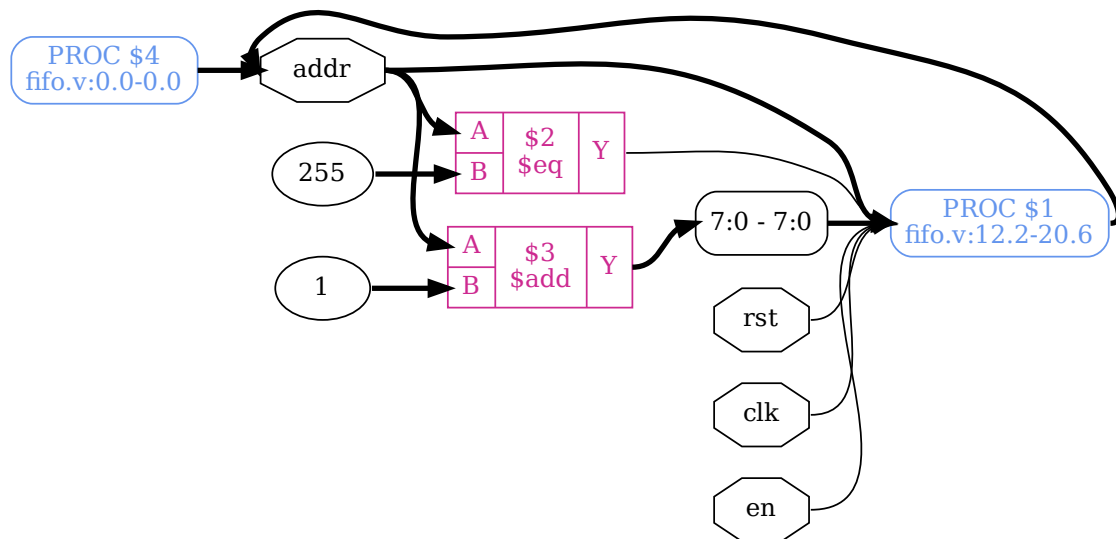 PROC $4
fifo.v:0.0-0.0
addr
255
1
A
B
$2
$eq
Y
A
B
$3
$add
Y
7:0 - 7:0
rst
clk
en
PROC $1
fifo.v:12.2-20.6